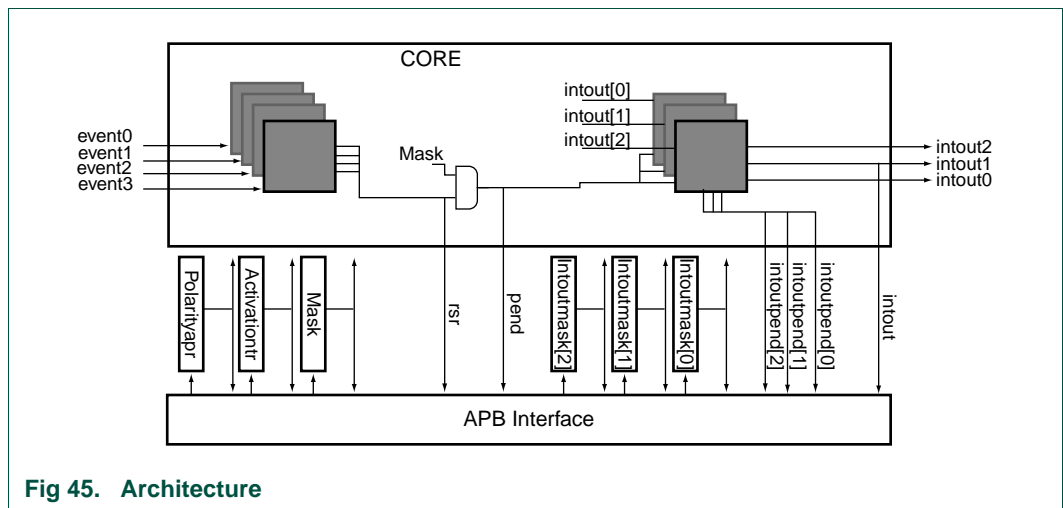 CORE
event0
event1
event2
event3
Mask
intout[0]
intout[1]
intout[2]
intout2
intout1
intout0
Polarityapr
Activationtr
Mask
rsr
pend
Intoutmask[2]
Intoutmask[1]
Intoutmask[0]
intoutpend[2]
intoutpend[1]
intoutpend[0]
intout
APB Interface
Fig 45. Architecture